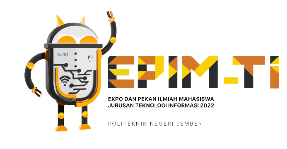 EPIM-TI
EXPO DAN PEKAN ILMIAH MAHASISWA
JURUSAN TEKNOLOGI INFORMASI 2022
POLITEKNIK NEGERI JEMBER